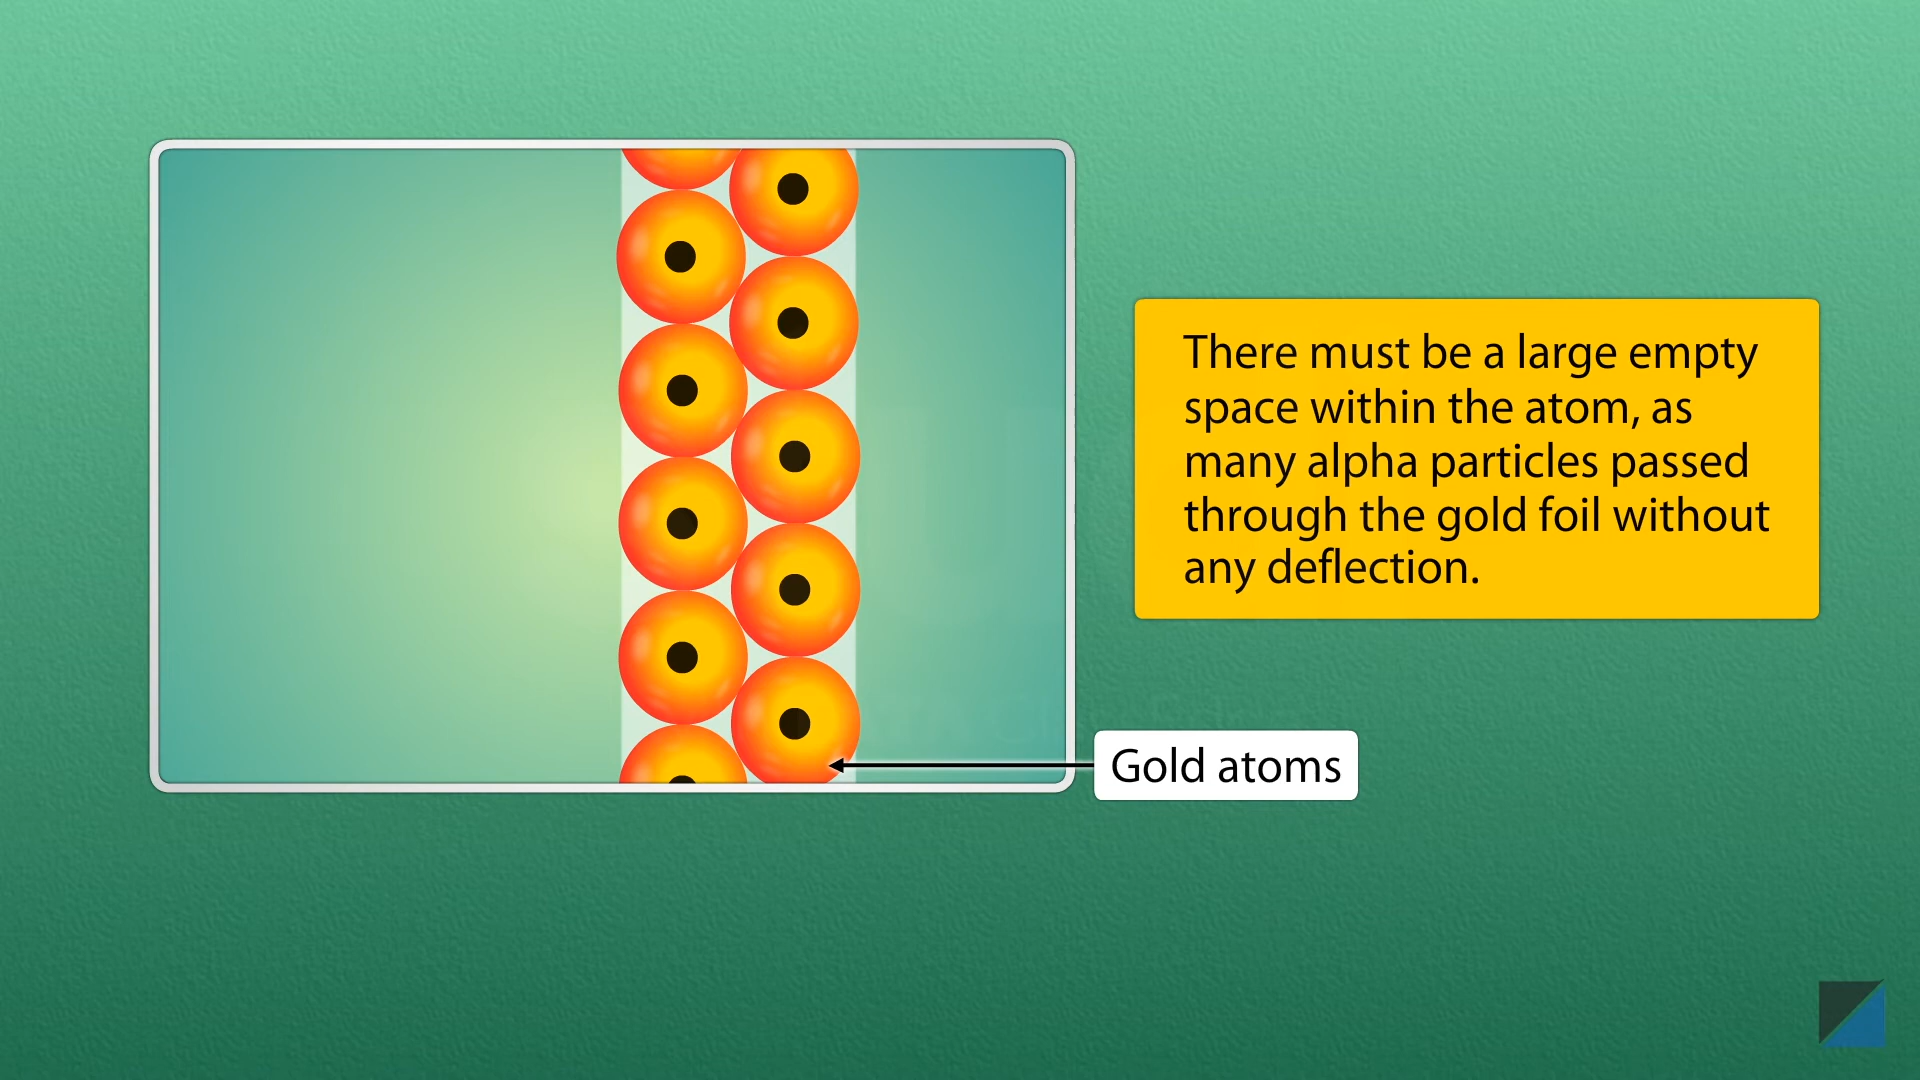 There must be a large empty
space within the atom, as
many alpha particles passed
through the gold foil without
any deflection.
Gold atoms